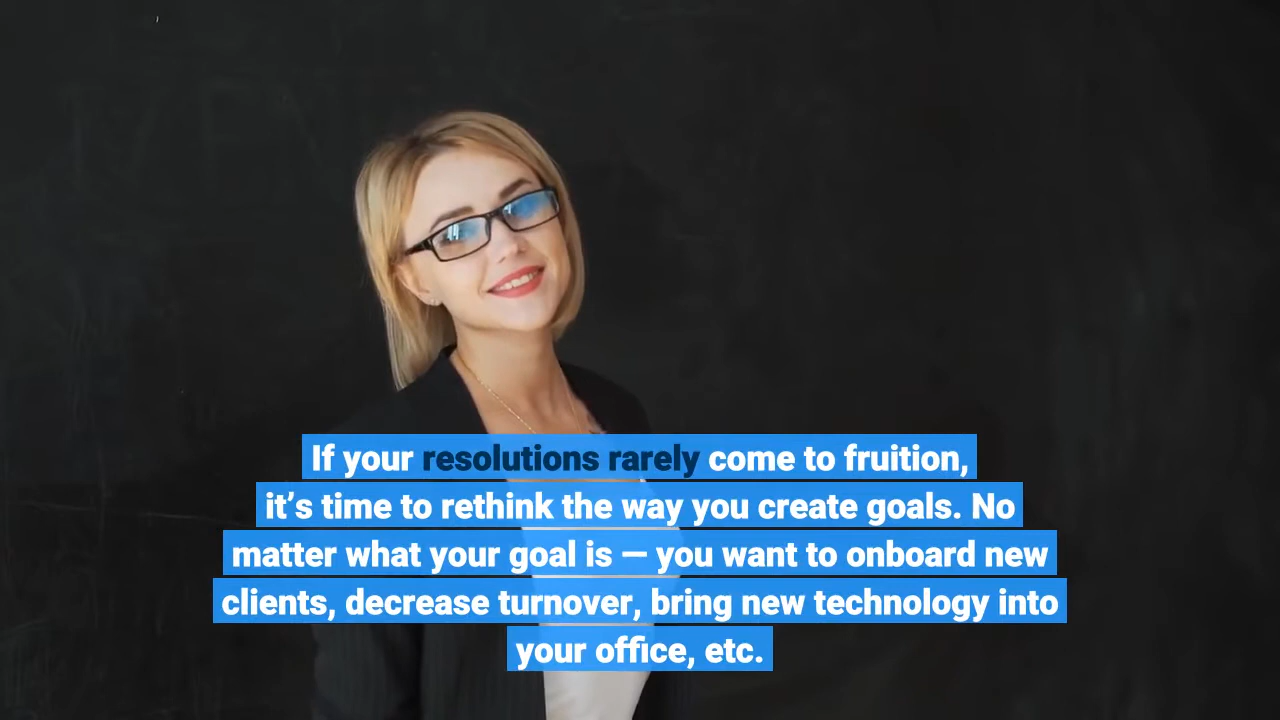 If your resolutions rarely come to fruition,
it’s time to rethink the way you create goals. No
matter what your goal is — you want to onboard new
clients, decrease turnover, bring new technology into
your office, etc.